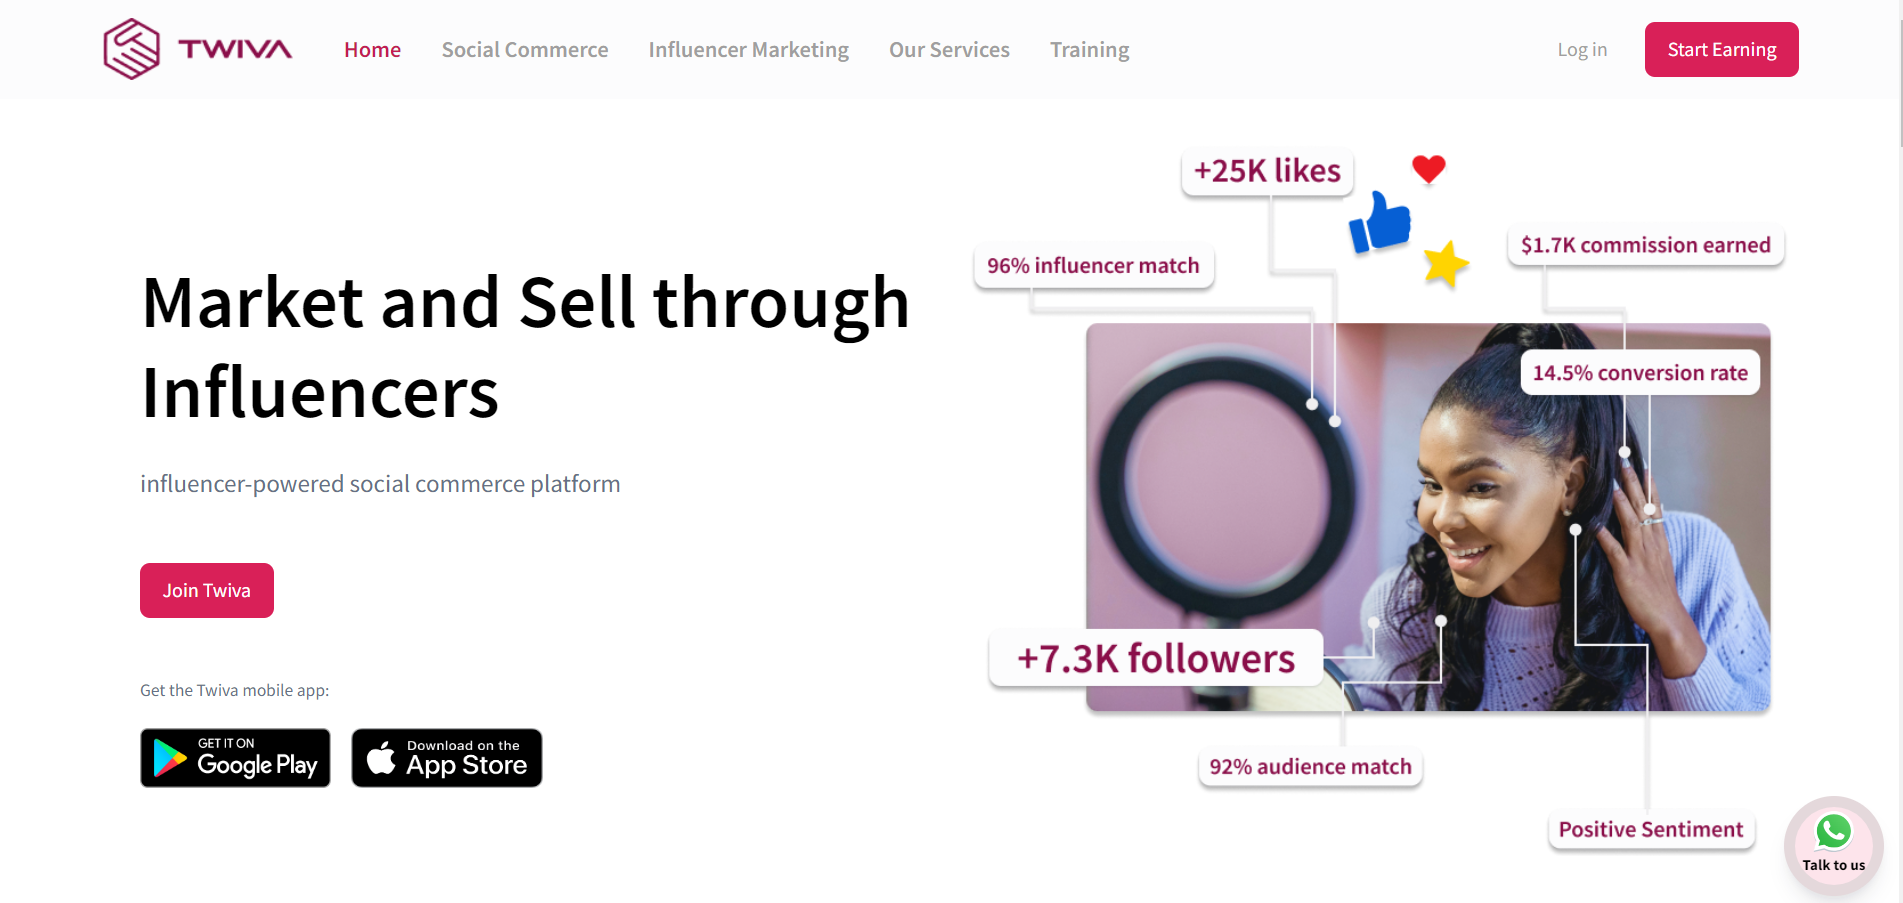 TWIVA
Home
Social Commerce
Influencer Marketing
Our Services
Training
Log in
Start Earning
Market and Sell through
Influencers
influencer-powered social commerce platform
Join Twiva
Get the Twiva mobile app:
GET IT ON
Google Play
Download on the
App Store
+25K likes
96% influencer match
$1.7K commission earned
14.5% conversion rate
+7.3K followers
92% audience match
Positive Sentiment
Talk to us